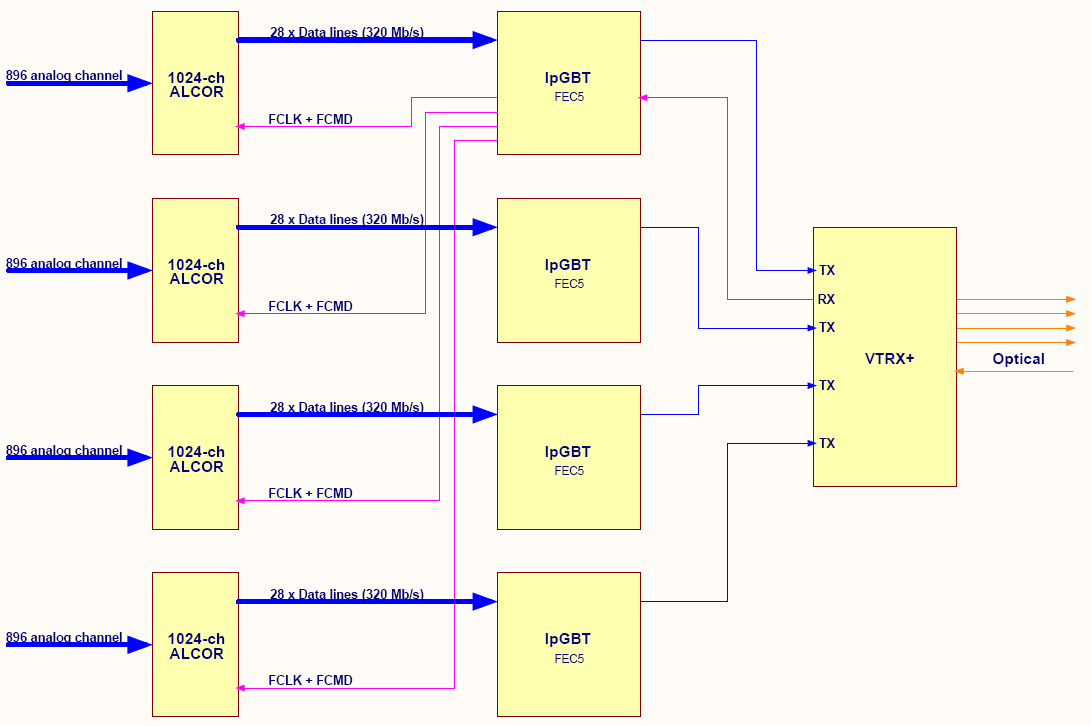 28 x Data lines (320 Mb/s)
896 analog channel
1024-ch
ALCOR
lpGBT
FEC5
FCLK + FCMD
28 x Data lines (320 Mb/s)
896 analog channel
1024-ch
ALCOR
lpGBT
FEC5
FCLK + FCMD
TX
RX
TX
VTRX+
Optical
TX
TX
28 x Data lines (320 Mb/s)
896 analog channel
1024-ch
ALCOR
lpGBT
FEC5
FCLK + FCMD
28 x Data lines (320 Mb/s)
896 analog channel
1024-ch
ALCOR
lpGBT
FEC5
FCLK + FCMD